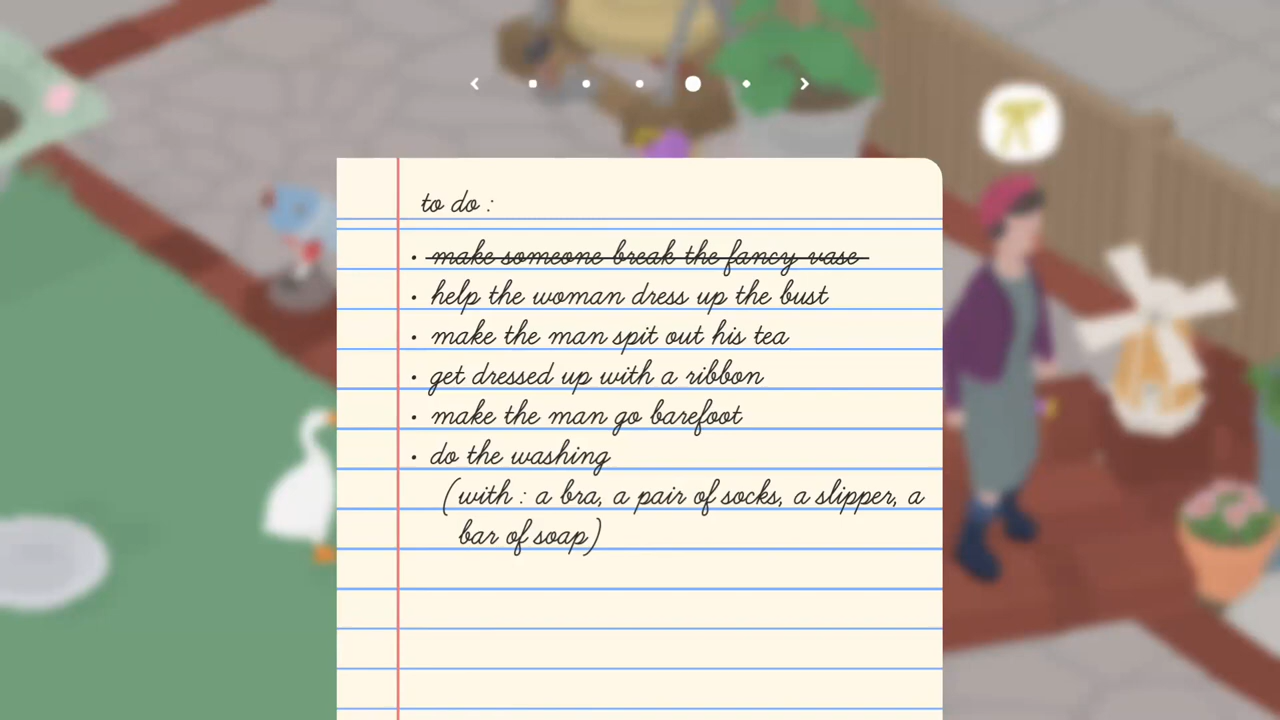 to do :
• make someone break the fancy vase
• help the woman dress up the bust
• make the man spit out his tea
• get dressed up with a ribbon
• make the man go barefoot
• do the washing
(with : a bra, a pair of socks, a slipper, a
bar of soap)